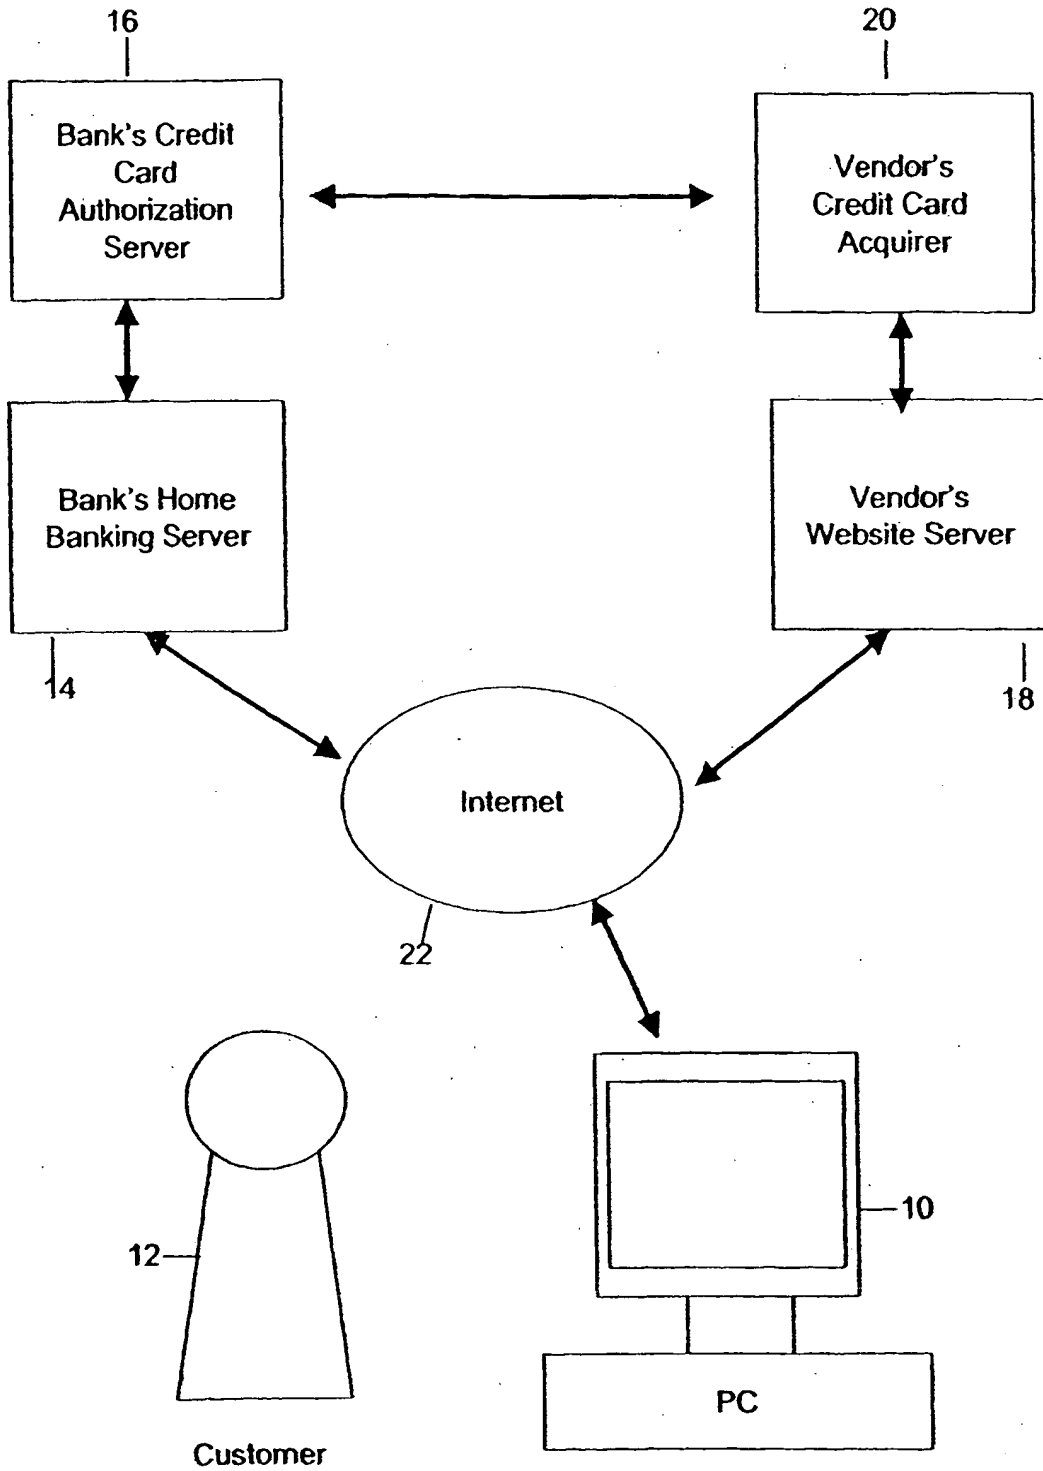 16
20
Bank's Credit
Card
Authorization
Server
Vendor's
Credit Card
Acquirer
Bank's Home
Banking Server
Vendor's
Website Server
14
18
Internet
22
12
10
PC
Customer